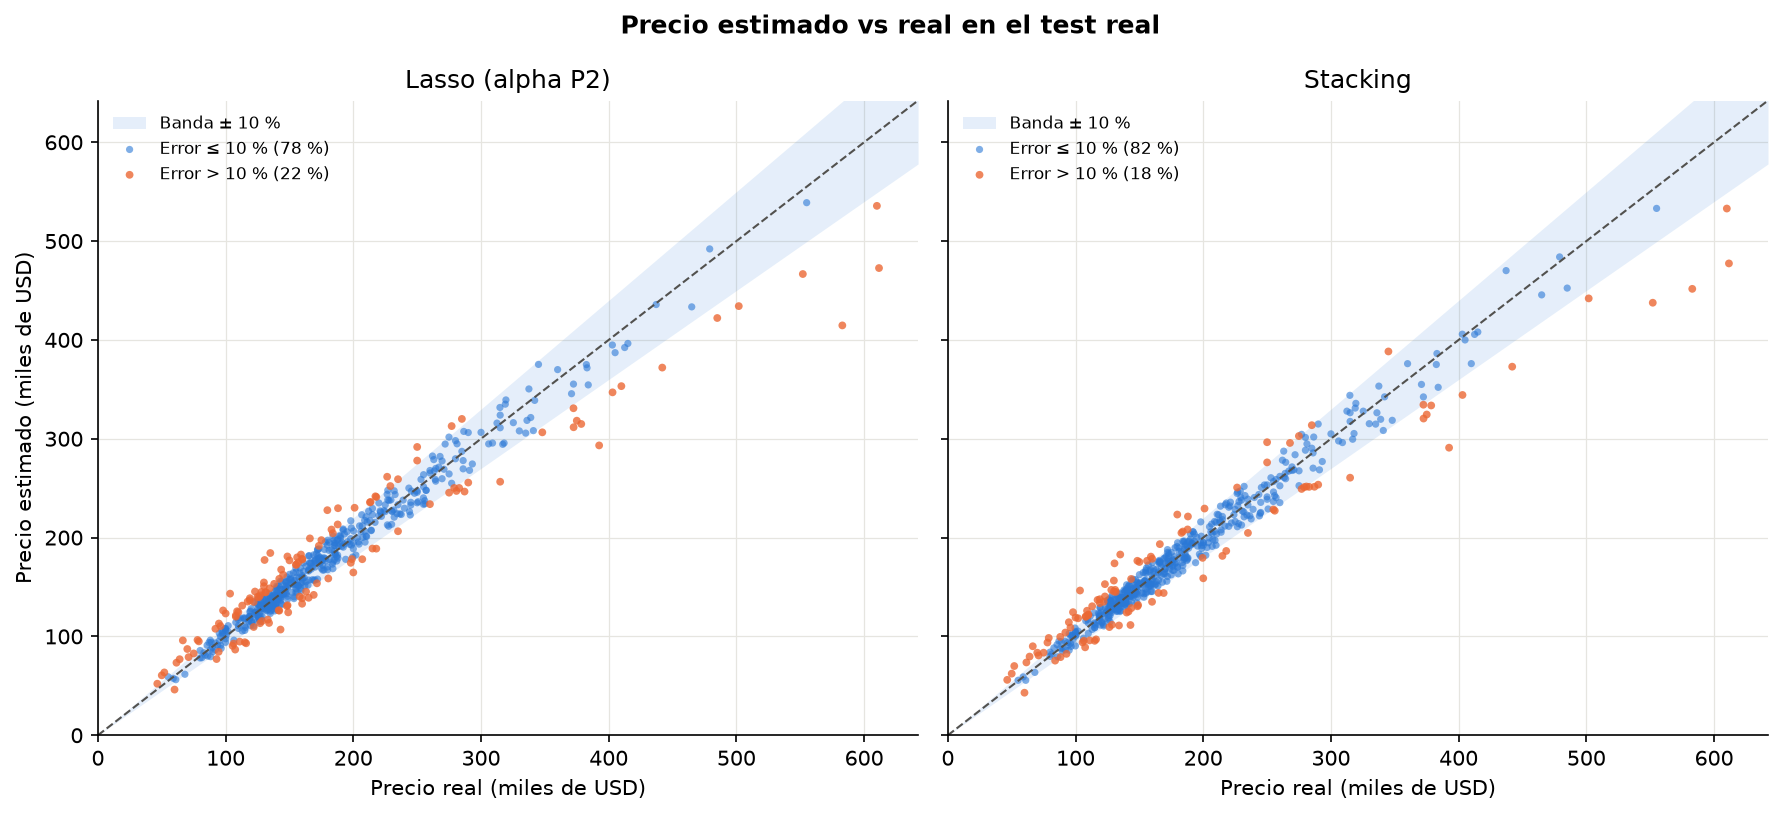 Precio estimado vs real en el test real
Lasso (alpha P2)
Banda ± 10 %
Error ≤ 10 % (78 %)
Error > 10 % (22 %)
600
500
400
300
200
100
0
Precio estimado (miles de USD)
0 100 200 300 400 500 600
Precio real (miles de USD)
Stacking
Banda ± 10 %
Error ≤ 10 % (82 %)
Error > 10 % (18 %)
0 100 200 300 400 500 600
Precio real (miles de USD)